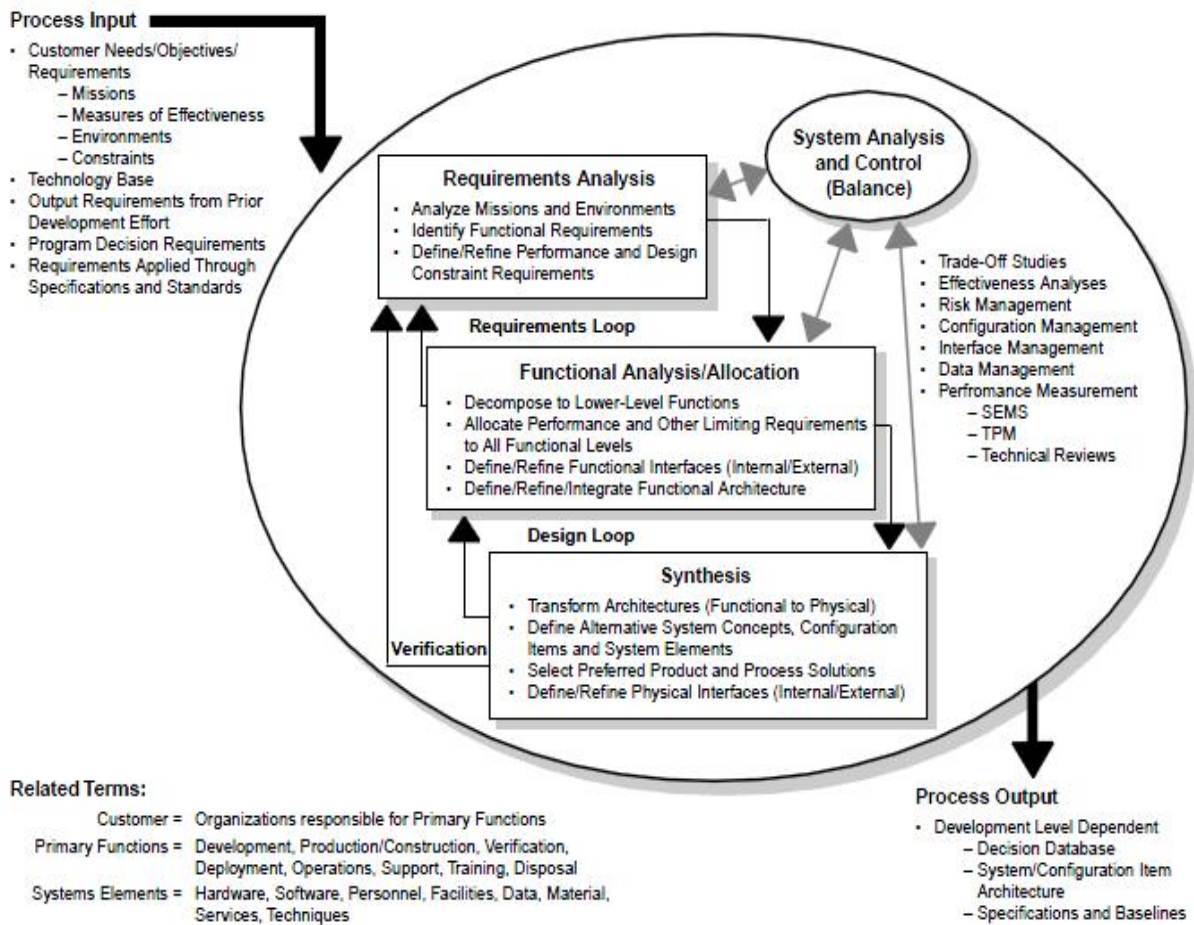 Process Input
• Customer Needs/Objectives/
Requirements
– Missions
– Measures of Effectiveness
– Environments
– Constraints
• Technology Base
• Output Requirements from Prior
Development Effort
• Program Decision Requirements
• Requirements Applied Through
Specifications and Standards
System Analysis
and Control
(Balance)
Requirements Analysis
• Analyze Missions and Environments
• Identify Functional Requirements
• Define/Refine Performance and Design
Constraint Requirements
• Trade-Off Studies
• Effectiveness Analyses
• Risk Management
• Configuration Management
• Interface Management
• Data Management
• Perfromance Measurement
– SEMS
– TPM
– Technical Reviews
Requirements Loop
Functional Analysis/Allocation
• Decompose to Lower-Level Functions
• Allocate Performance and Other Limiting Requirements
to All Functional Levels
• Define/Refine Functional Interfaces (Internal/External)
• Define/Refine/Integrate Functional Architecture
Design Loop
Synthesis
• Transform Architectures (Functional to Physical)
• Define Alternative System Concepts, Configuration
Items and System Elements
• Select Preferred Product and Process Solutions
• Define/Refine Physical Interfaces (Internal/External)
Verification
Related Terms:
Customer = Organizations responsible for Primary Functions
Primary Functions = Development, Production/Construction, Verification,
Deployment, Operations, Support, Training, Disposal
Systems Elements = Hardware, Software, Personnel, Facilities, Data, Material,
Services, Techniques
Process Output
• Development Level Dependent
– Decision Database
– System/Configuration Item
Architecture
– Specifications and Baselines